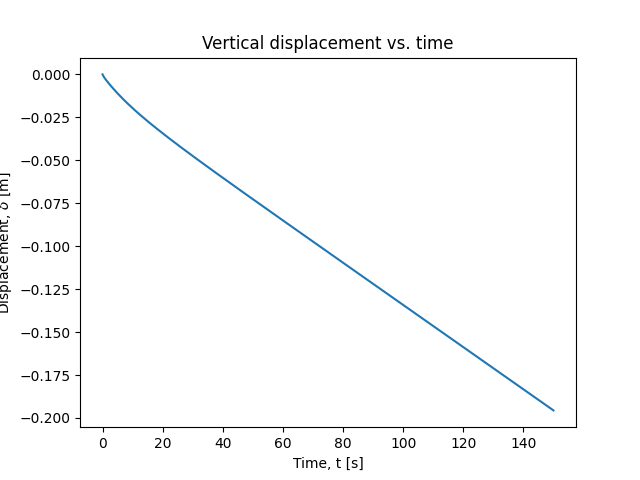 Vertical displacement vs. time
0.000
−0.025
−0.050
−0.075
−0.100
−0.125
−0.150
−0.175
−0.200
Displacement, δ [m]
0 20 40 60 80 100 120 140
Time, t [s]